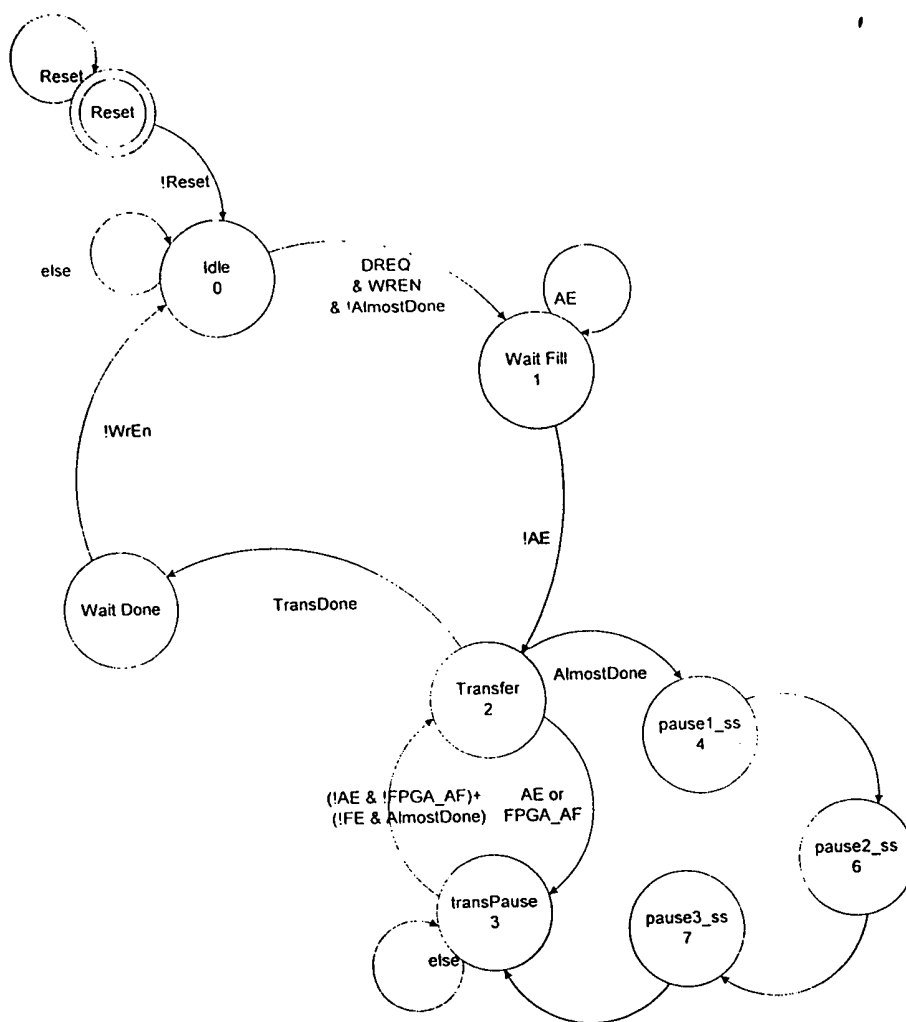 Reset
Reset
!Reset
Idle
0
else
DREQ
& WREN
& !AlmostDone
AE
Wait Fill
1
!WrEn
!AE
Wait Done
TransDone
Transfer
2
AlmostDone
pause1_ss
4
(!AE & !FPGA_AF)+
(!FE & AlmostDone)
AE or
FPGA_AF
pause2_ss
6
transPause
3
pause3_ss
7
else